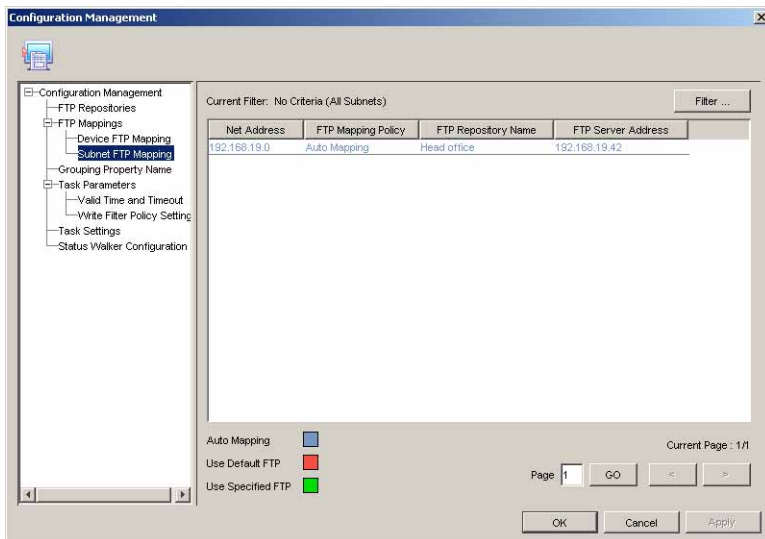 Configuration Management
Configuration Management
FTP Repositories
FTP Mappings
Device FTP Mapping
Subnet FTP Mapping
Grouping Property Name
Task Parameters
Valid Time and Timeout
Write Filter Policy Setting
Task Settings
Status Walker Configuration
Current Filter: No Criteria (All Subnets)
Filter ...
Net Address FTP Mapping Policy FTP Repository Name FTP Server Address
192.168.19.0 Auto Mapping Head office 192.168.19.42
Auto Mapping
Use Default FTP
Use Specified FTP
Current Page : 1/1
Page 1 GO < >
OK Cancel Apply